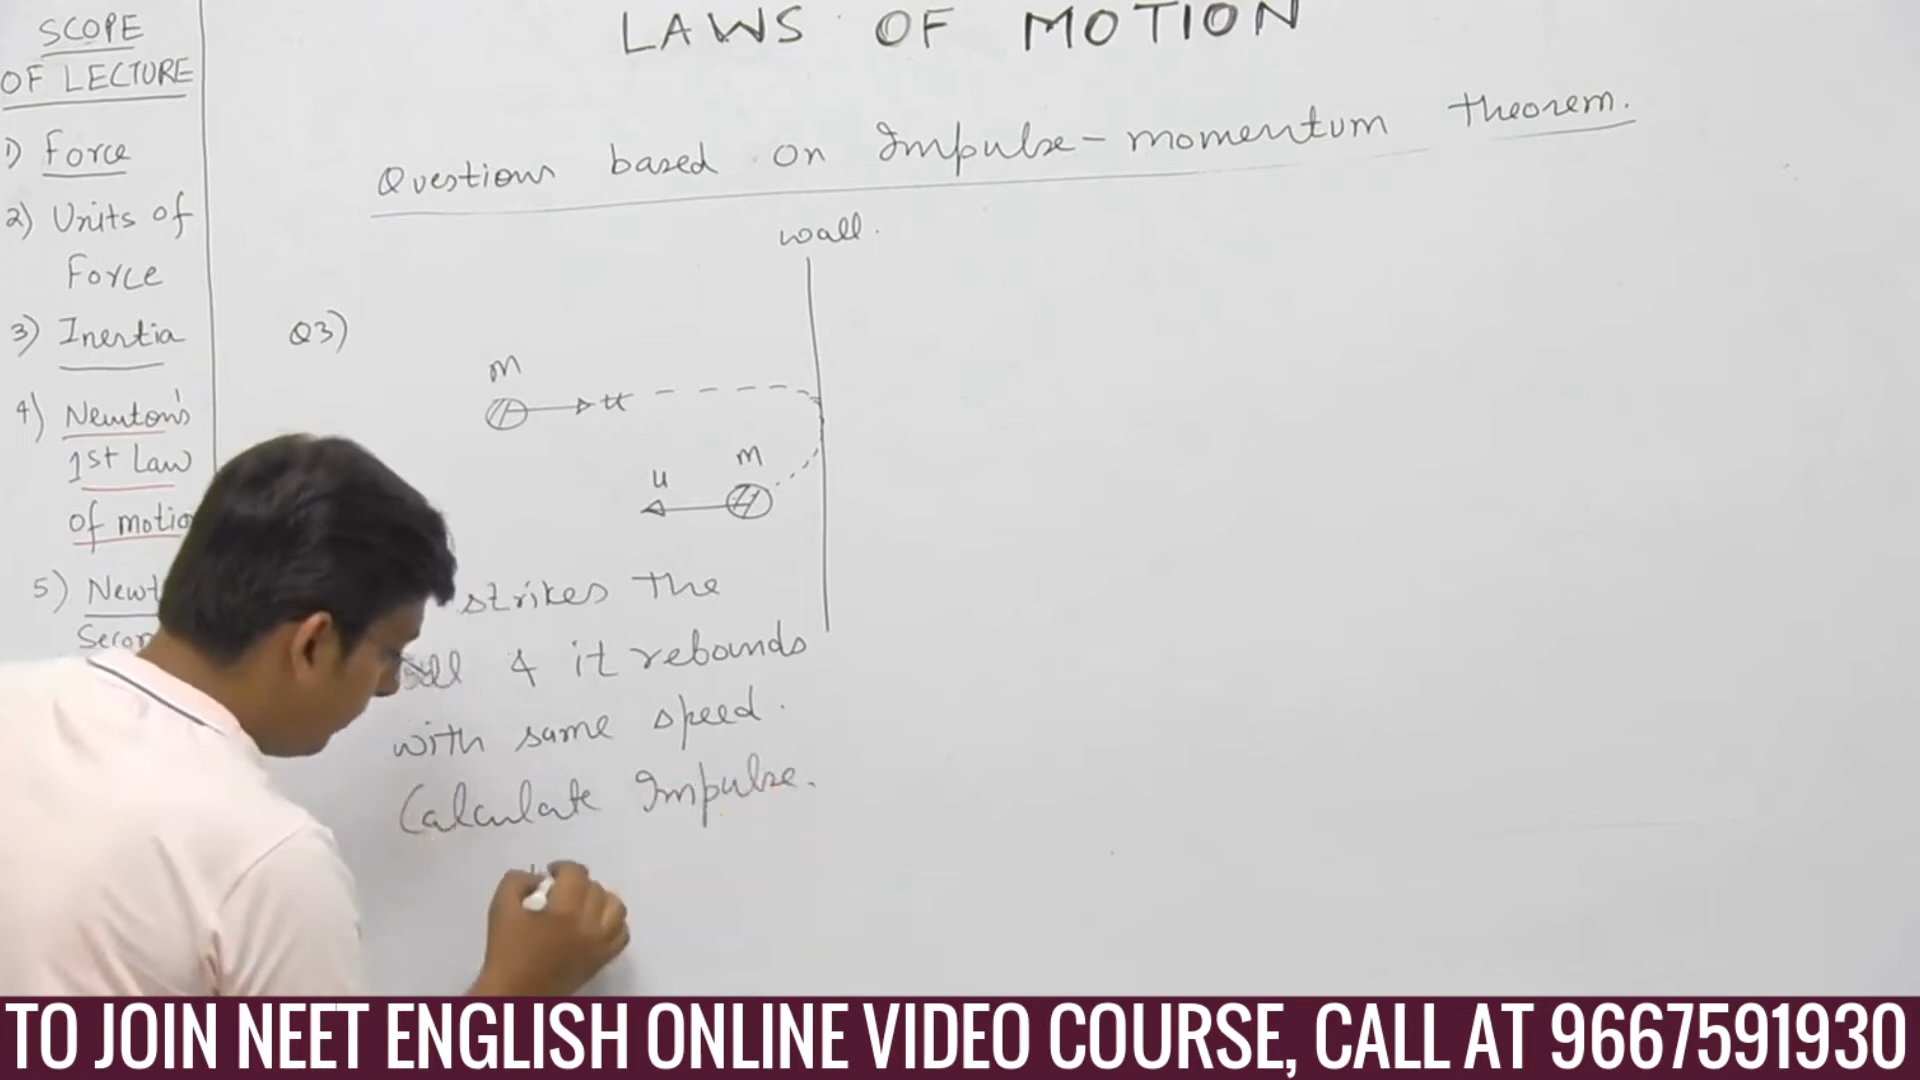 LAWS OF MOTION
SCOPE
OF LECTURE
1) Force
2) Units of
Force
3) Inertia
4) Newton's
1st Law
of motio
5) Newt
Secon
Questions based on Impulse-momentum theorem.
wall.
Q3)
m
u
m
u
strikes the
all & it rebounds
with same speed.
Calculate Impulse.
TO JOIN NEET ENGLISH ONLINE VIDEO COURSE, CALL AT 9667591930